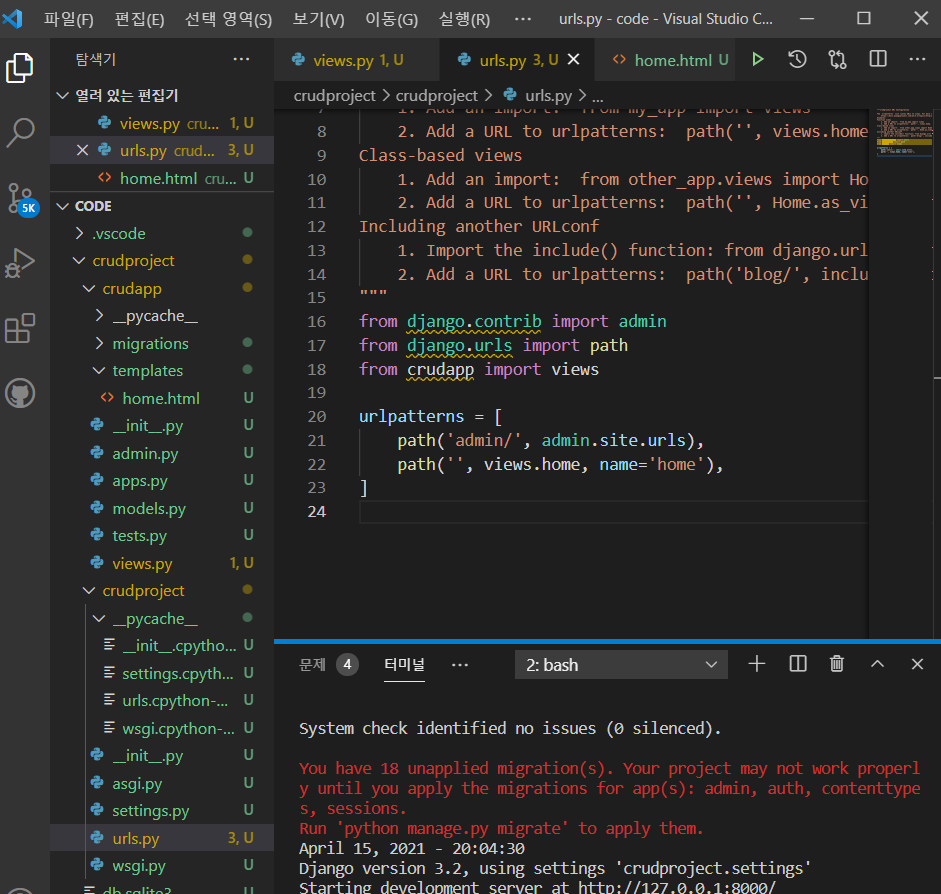 파일(F) 편집(E) 선택 영역(S) 보기(V) 이동(G) 실행(R) ··· urls.py - code - Visual Studio C...
탐색기 ···
열려 있는 편집기
views.py cru... 1, U
urls.py crud... 3, U
home.html cru... U
CODE
.vscode
crudproject
crudapp
__pycache__
migrations
templates
home.html U
__init__.py U
admin.py U
apps.py U
models.py U
tests.py U
views.py 1, U
crudproject
__pycache__
__init__.cpytho... U
settings.cpyth... U
urls.cpython-... U
wsgi.cpython-... U
__init__.py U
asgi.py U
settings.py U
urls.py 3, U
wsgi.py U
db.sqlite3
5K
views.py 1, U urls.py 3, U home.html U ···
crudproject > crudproject > urls.py > ...
7 1. Add an import: from my_app import views
8 2. Add a URL to urlpatterns: path('', views.home
9 Class-based views
10 1. Add an import: from other_app.views import Ho
11 2. Add a URL to urlpatterns: path('', Home.as_vi
12 Including another URLconf
13 1. Import the include() function: from django.url
14 2. Add a URL to urlpatterns: path('blog/', inclu
15 """
16 from django.contrib import admin
17 from django.urls import path
18 from crudapp import views
19
20 urlpatterns = [
21 path('admin/', admin.site.urls),
22 path('', views.home, name='home'),
23 ]
24
문제 4 터미널 ··· 2: bash
System check identified no issues (0 silenced).
You have 18 unapplied migration(s). Your project may not work properl
y until you apply the migrations for app(s): admin, auth, contenttype
s, sessions.
Run 'python manage.py migrate' to apply them.
April 15, 2021 - 20:04:30
Django version 3.2, using settings 'crudproject.settings'
Starting development server at http://127.0.0.1:8000/